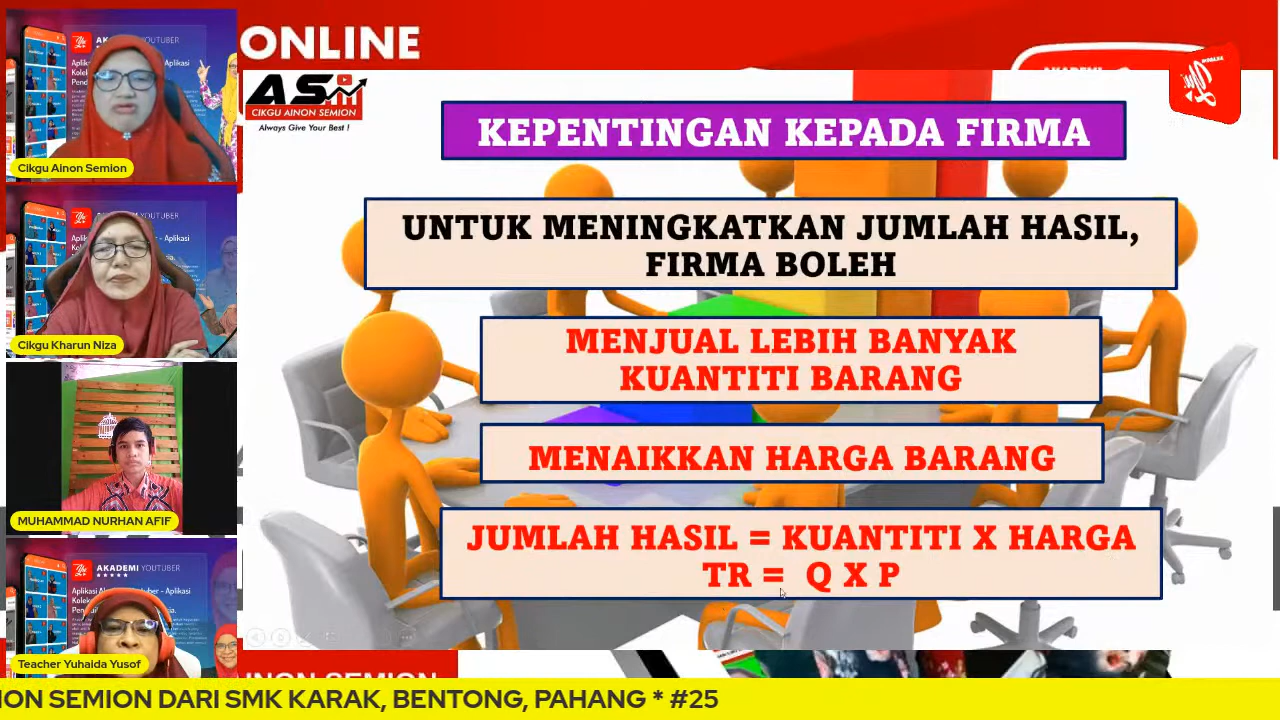 ONLINE
AS
CIKGU AINON SEMION
Always Give Your Best !
KEPENTINGAN KEPADA FIRMA
UNTUK MENINGKATKAN JUMLAH HASIL,
FIRMA BOLEH
MENJUAL LEBIH BANYAK
KUANTITI BARANG
MENAIKKAN HARGA BARANG
JUMLAH HASIL = KUANTITI X HARGA
TR = Q X P
Cikgu Ainon Semion
Cikgu Kharun Niza
MUHAMMAD NURHAN AFIF
AKADEMI YOUTUBER
Teacher Yuhaida Yusof
NON SEMION DARI SMK KARAK, BENTONG, PAHANG * #25